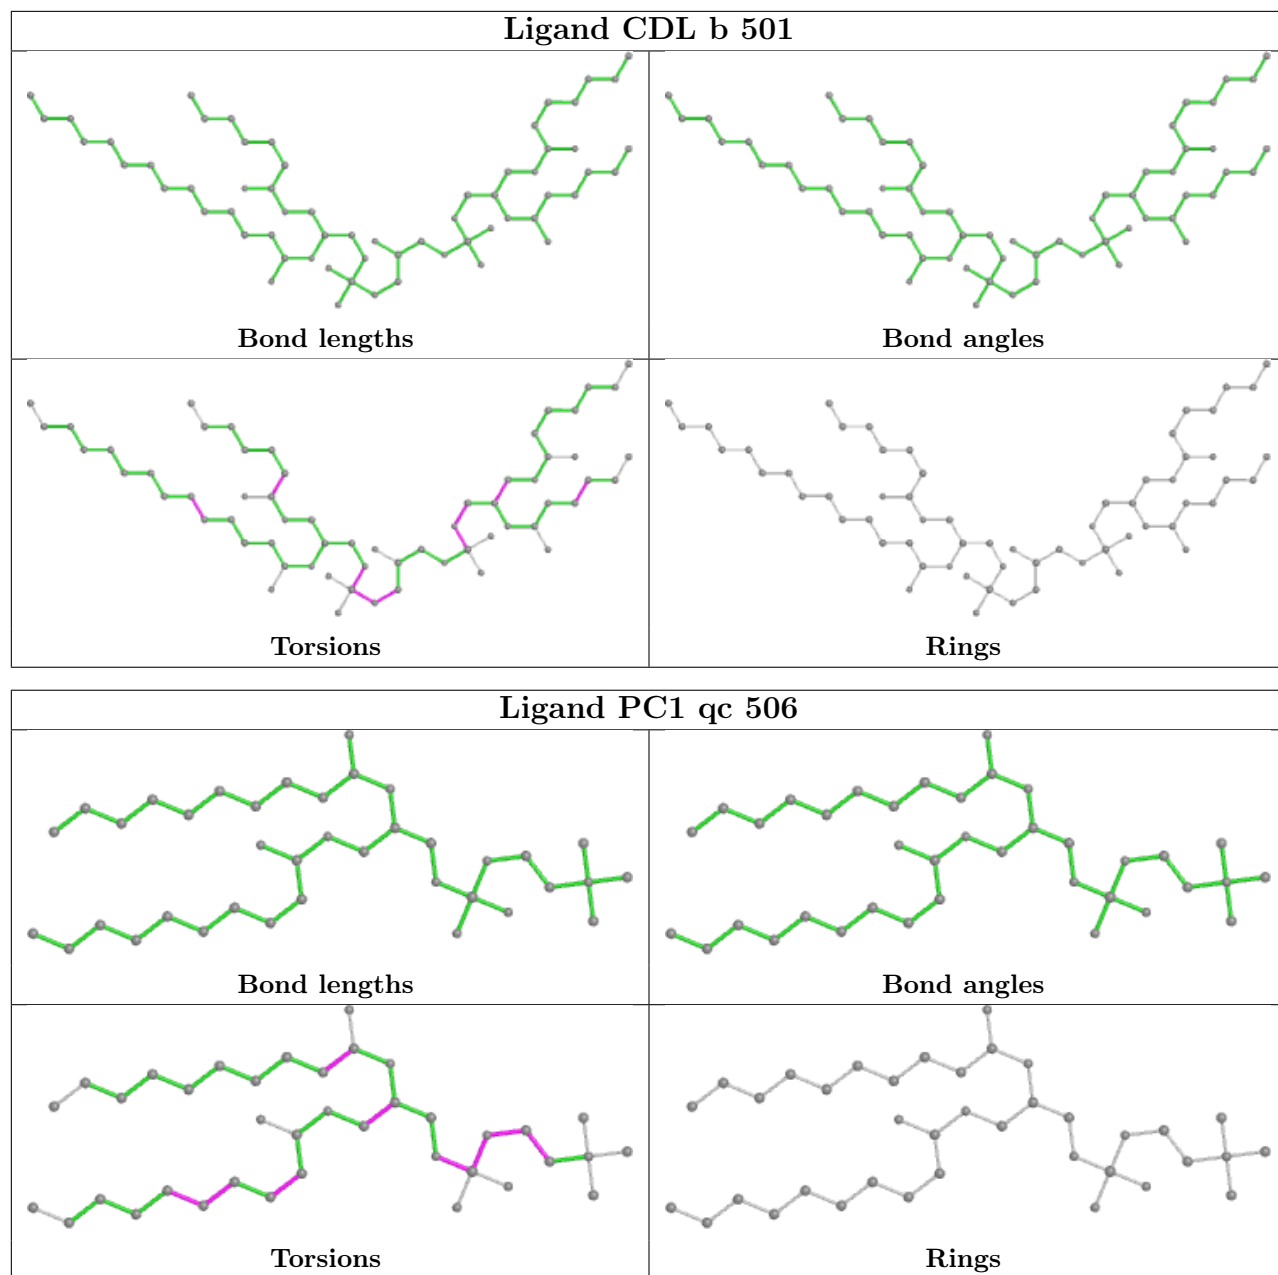 Ligand CDL b 501
Bond lengths
Bond angles
Torsions
Rings
Ligand PC1 qc 506
Bond lengths
Bond angles
Torsions
Rings